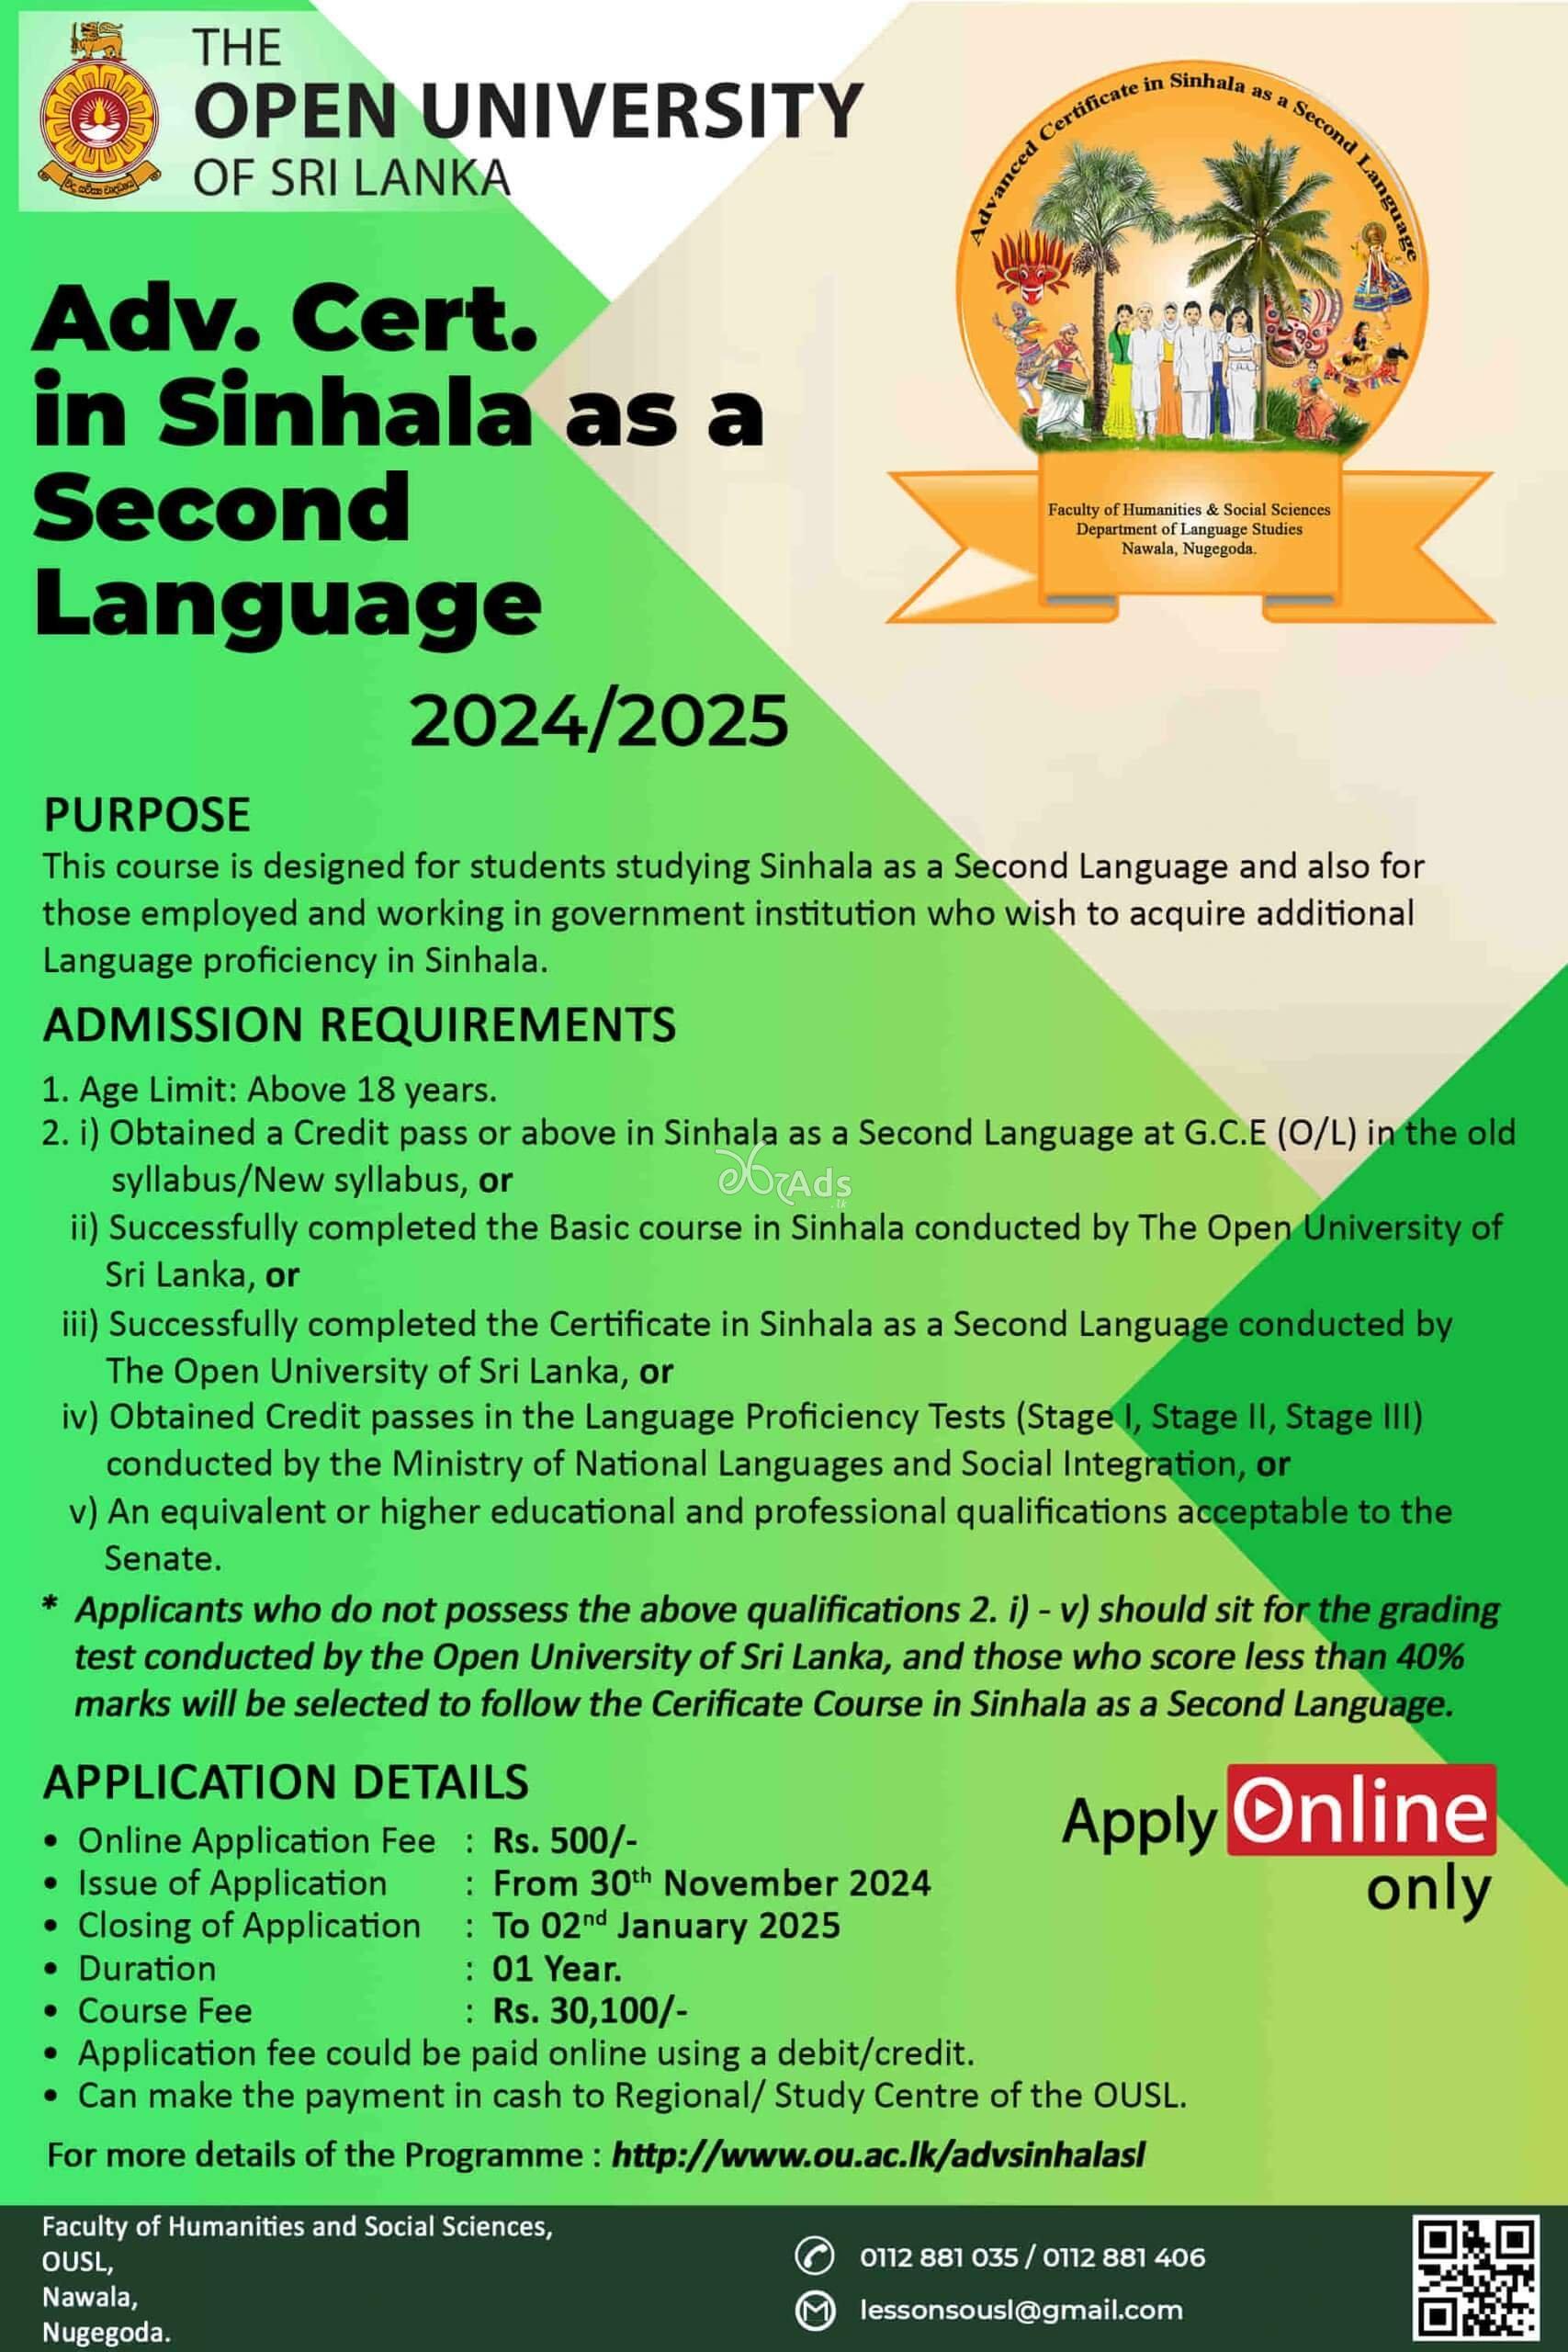 THE
OPEN UNIVERSITY
OF SRI LANKA
Advanced Certificate in Sinhala as a Second Language
Adv. Cert.
in Sinhala as a
Second
Language
2024/2025
Faculty of Humanities & Social Sciences
Department of Language Studies
Nawala, Nugegoda.
PURPOSE
This course is designed for students studying Sinhala as a Second Language and also for
those employed and working in government institution who wish to acquire additional
Language proficiency in Sinhala.
ADMISSION REQUIREMENTS
1. Age Limit: Above 18 years.
2. i) Obtained a Credit pass or above in Sinhala as a Second Language at G.C.E (O/L) in the old
syllabus/New syllabus, or
ii) Successfully completed the Basic course in Sinhala conducted by The Open University of
Sri Lanka, or
iii) Successfully completed the Certificate in Sinhala as a Second Language conducted by
The Open University of Sri Lanka, or
iv) Obtained Credit passes in the Language Proficiency Tests (Stage I, Stage II, Stage III)
conducted by the Ministry of National Languages and Social Integration, or
v) An equivalent or higher educational and professional qualifications acceptable to the
Senate.
* Applicants who do not possess the above qualifications 2. i) - v) should sit for the grading
test conducted by the Open University of Sri Lanka, and those who score less than 40%
marks will be selected to follow the Cerificate Course in Sinhala as a Second Language.
APPLICATION DETAILS
• Online Application Fee : Rs. 500/-
• Issue of Application : From 30th November 2024
• Closing of Application : To 02nd January 2025
• Duration : 01 Year.
• Course Fee : Rs. 30,100/-
• Application fee could be paid online using a debit/credit.
• Can make the payment in cash to Regional/ Study Centre of the OUSL.
Apply Online
only
For more details of the Programme : http://www.ou.ac.lk/advsinhalasl
Faculty of Humanities and Social Sciences,
OUSL,
Nawala,
Nugegoda.
0112 881 035 / 0112 881 406
lessonsousl@gmail.com